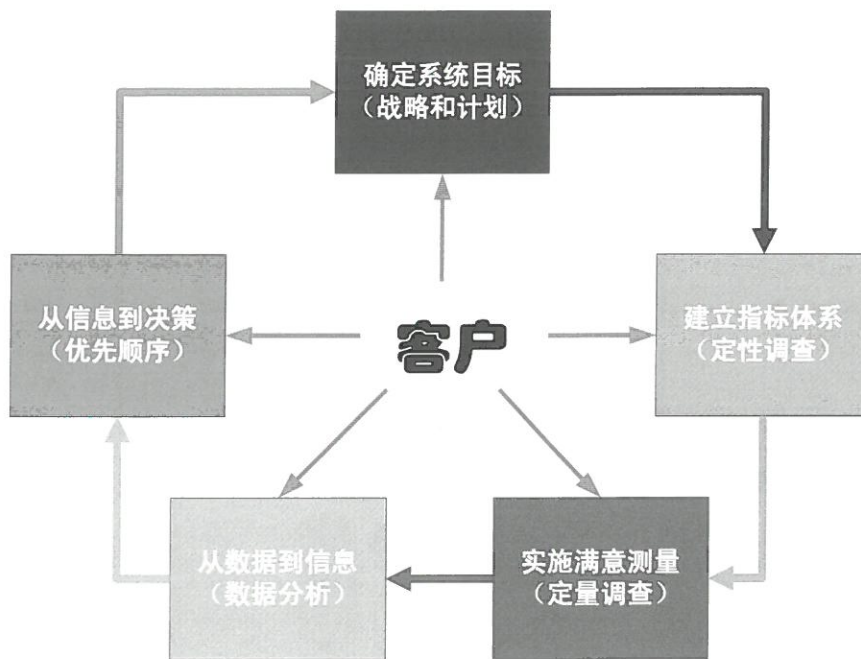 确定系统目标
（战略和计划）
从信息到决策
（优先顺序）
客户
建立指标体系
（定性调查）
从数据到信息
（数据分析）
实施满意测量
（定量调查）